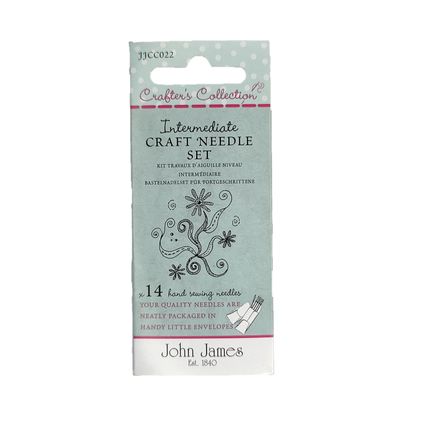 JJCC022
Crafter's Collection
Intermediate
CRAFT NEEDLE
SET
KIT TRAVAUX D'AIGUILLE NIVEAU
INTERMÉDIAIRE
BASTELNADELSET FÜR FORTGESCHRITTENE
x 14 hand sewing needles
YOUR QUALITY NEEDLES ARE
NEATLY PACKAGED IN
HANDY LITTLE ENVELOPES
John James
Est. 1840